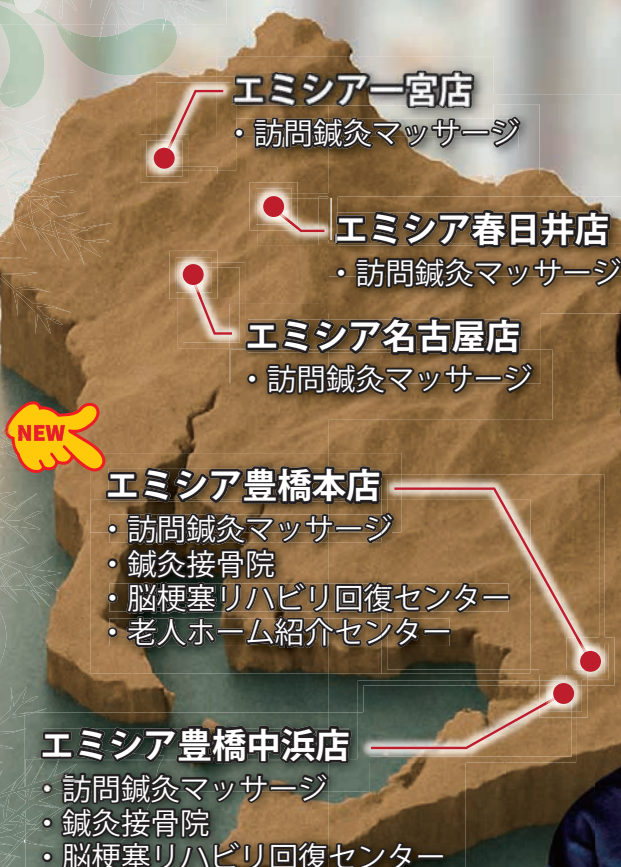 エミシア一宮店
・訪問鍼灸マッサージ
エミシア春日井店
・訪問鍼灸マッサージ
エミシア名古屋店
・訪問鍼灸マッサージ
NEW
エミシア豊橋本店
・訪問鍼灸マッサージ
・鍼灸接骨院
・脳梗塞リハビリ回復センター
・老人ホーム紹介センター
エミシア豊橋中浜店
・訪問鍼灸マッサージ
・鍼灸接骨院
・脳梗塞リハビリ回復センター